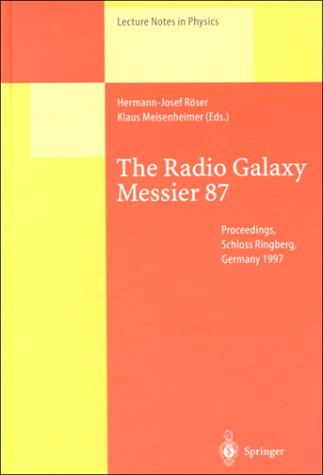 Lecture Notes in Physics
Hermann-Josef Röser
Klaus Meisenheimer (Eds.)
The Radio Galaxy
Messier 87
Proceedings,
Schloss Ringberg,
Germany 1997
Springer